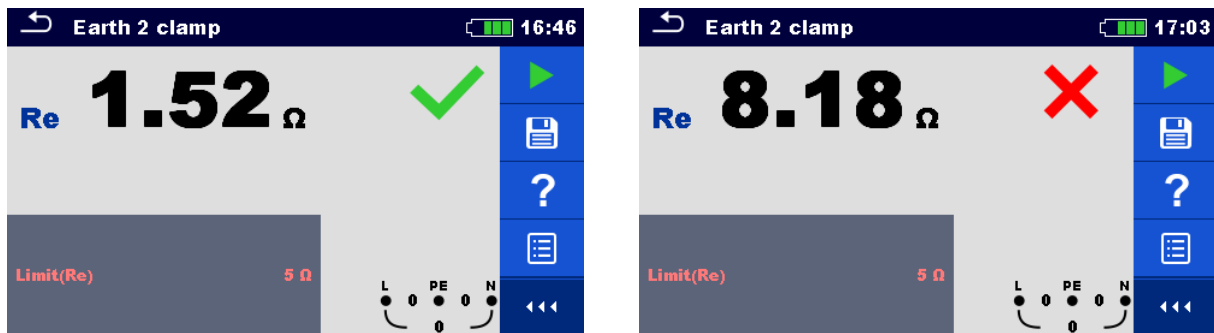 Earth 2 clamp 16:46
Re 1.52 Ω
?
Limit(Re) 5 Ω
L PE N
0 0
0
Earth 2 clamp 17:03
Re 8.18 Ω
?
Limit(Re) 5 Ω
L PE N
0 0
0